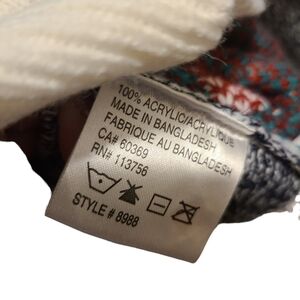 100% ACRYLIC/ACRYLIQUE
MADE IN BANGLADESH
FABRIQUE AU BANGLADESH
CA# 60369
RN# 113756
STYLE # 8988